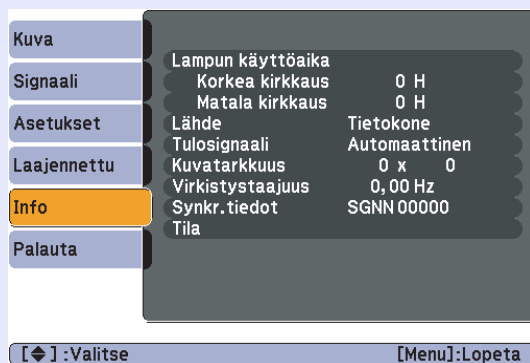 Kuva
Signaali
Asetukset
Laajennettu
Info
Palauta
Lampun käyttöaika
Korkea kirkkaus 0 H
Matala kirkkaus 0 H
Lähde Tietokone
Tulosignaali Automaattinen
Kuvatarkkuus 0 x 0
Virkistystaajuus 0,00 Hz
Synkr.tiedot SGNN 00000
Tila
[◆] :Valitse [Menu]:Lopeta